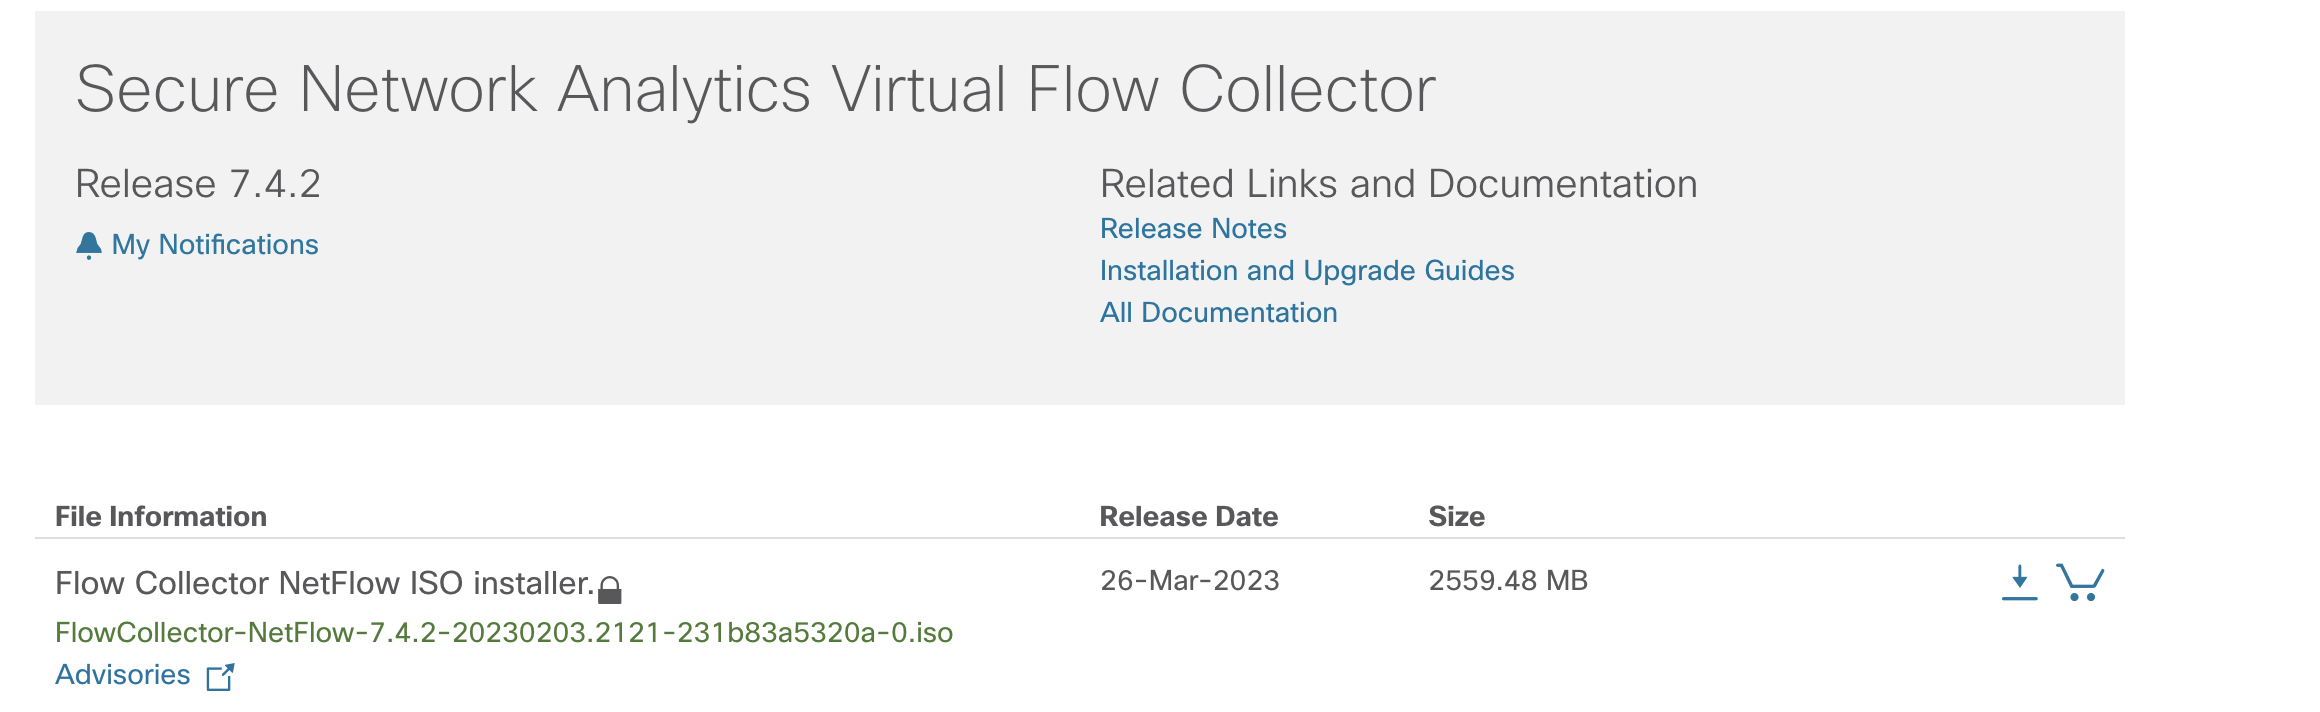 Secure Network Analytics Virtual Flow Collector
Release 7.4.2
My Notifications
Related Links and Documentation
Release Notes
Installation and Upgrade Guides
All Documentation
File Information Release Date Size
Flow Collector NetFlow ISO installer. 26-Mar-2023 2559.48 MB
FlowCollector-NetFlow-7.4.2-20230203.2121-231b83a5320a-0.iso
Advisories